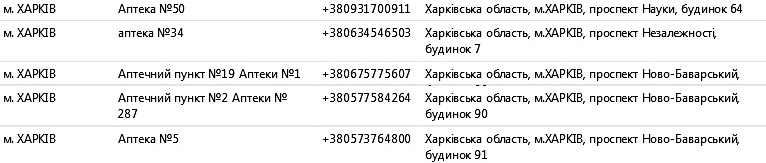 м. ХАРКІВ Аптека №50 +380931700911 Харківська область, м.ХАРКІВ, проспект Науки, будинок 64
м. ХАРКІВ аптека №34 +380634546503 Харківська область, м.ХАРКІВ, проспект Незалежності,
будинок 7
м. ХАРКІВ Аптечний пункт №19 Аптеки №1 +380675775607 Харківська область, м.ХАРКІВ, проспект Ново-Баварський,
м. ХАРКІВ Аптечний пункт №2 Аптеки № +380577584264 Харківська область, м.ХАРКІВ, проспект Ново-Баварський,
287 будинок 90
м. ХАРКІВ Аптека №5 +380573764800 Харківська область, м.ХАРКІВ, проспект Ново-Баварський,
будинок 91